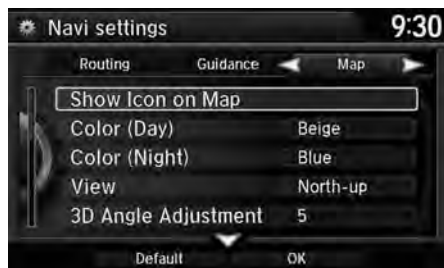 Navi settings 9:30
Routing Guidance Map
Show Icon on Map
Color (Day) Beige
Color (Night) Blue
View North-up
3D Angle Adjustment 5
Default OK